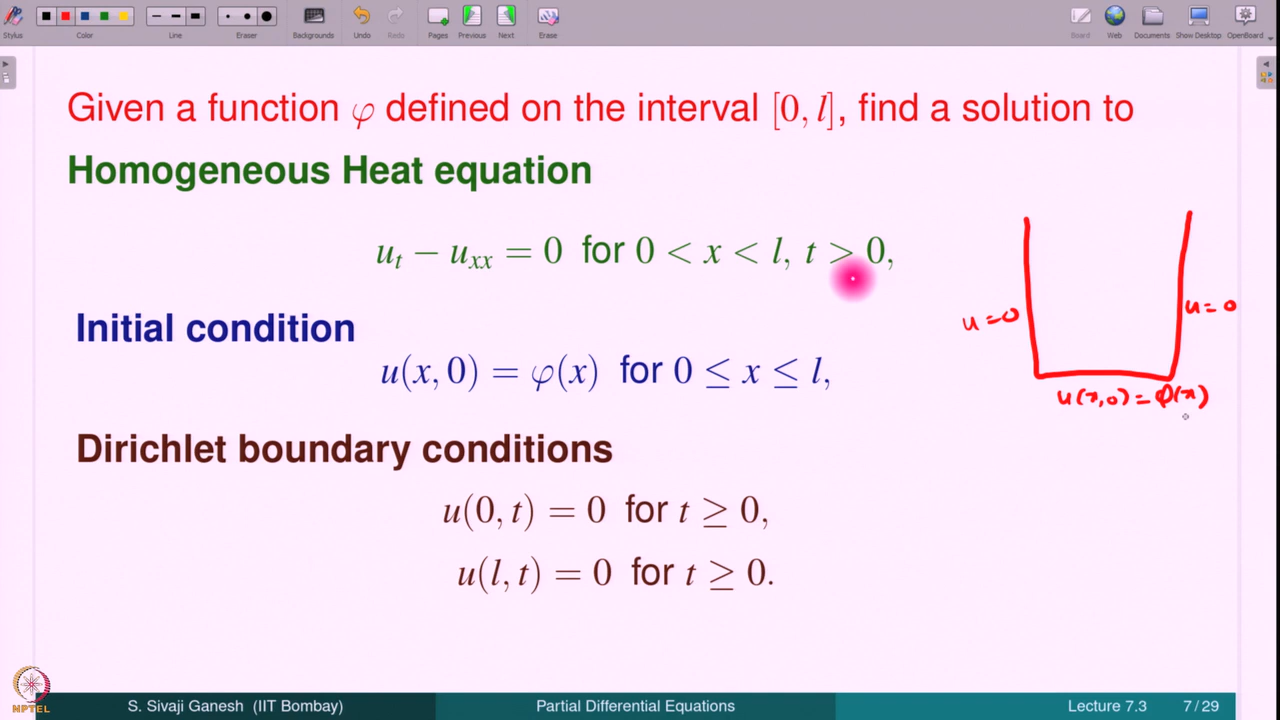 Stylus
Color
Line
Eraser
Backgrounds
Undo
Redo
Pages
Previous
Next
Erase
Board
Web
Documents
Show Desktop
OpenBoard
Given a function φ defined on the interval [0, l], find a solution to
Homogeneous Heat equation
u_t − u_xx = 0 for 0 < x < l, t > 0,
Initial condition
u(x, 0) = φ(x) for 0 ≤ x ≤ l,
Dirichlet boundary conditions
u(0, t) = 0 for t ≥ 0,
u(l, t) = 0 for t ≥ 0.
u=0
u=0
u(x,0)=φ(x)
NPTEL
S. Sivaji Ganesh (IIT Bombay)
Partial Differential Equations
Lecture 7.3
7 / 29